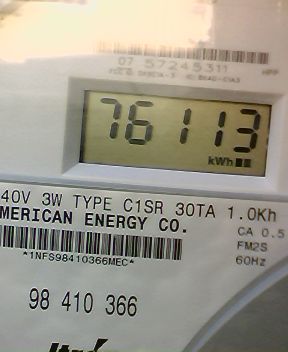 07 57245311
76113
kWh
40V 3W TYPE C1SR 30TA 1.0Kh
MERICAN ENERGY CO.
CA 0.5
FM2S
60Hz
*1NFS98410366MEC*
98 410 366